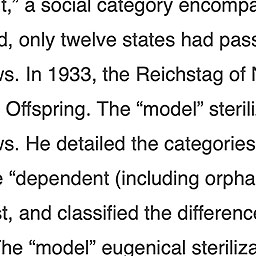 t,” a social category encompa
d, only twelve states had pass
ws. In 1933, the Reichstag of N
Offspring. The “model” sterili
ws. He detailed the categories
e “dependent (including orpha
st, and classified the difference
The “model” eugenical steriliza